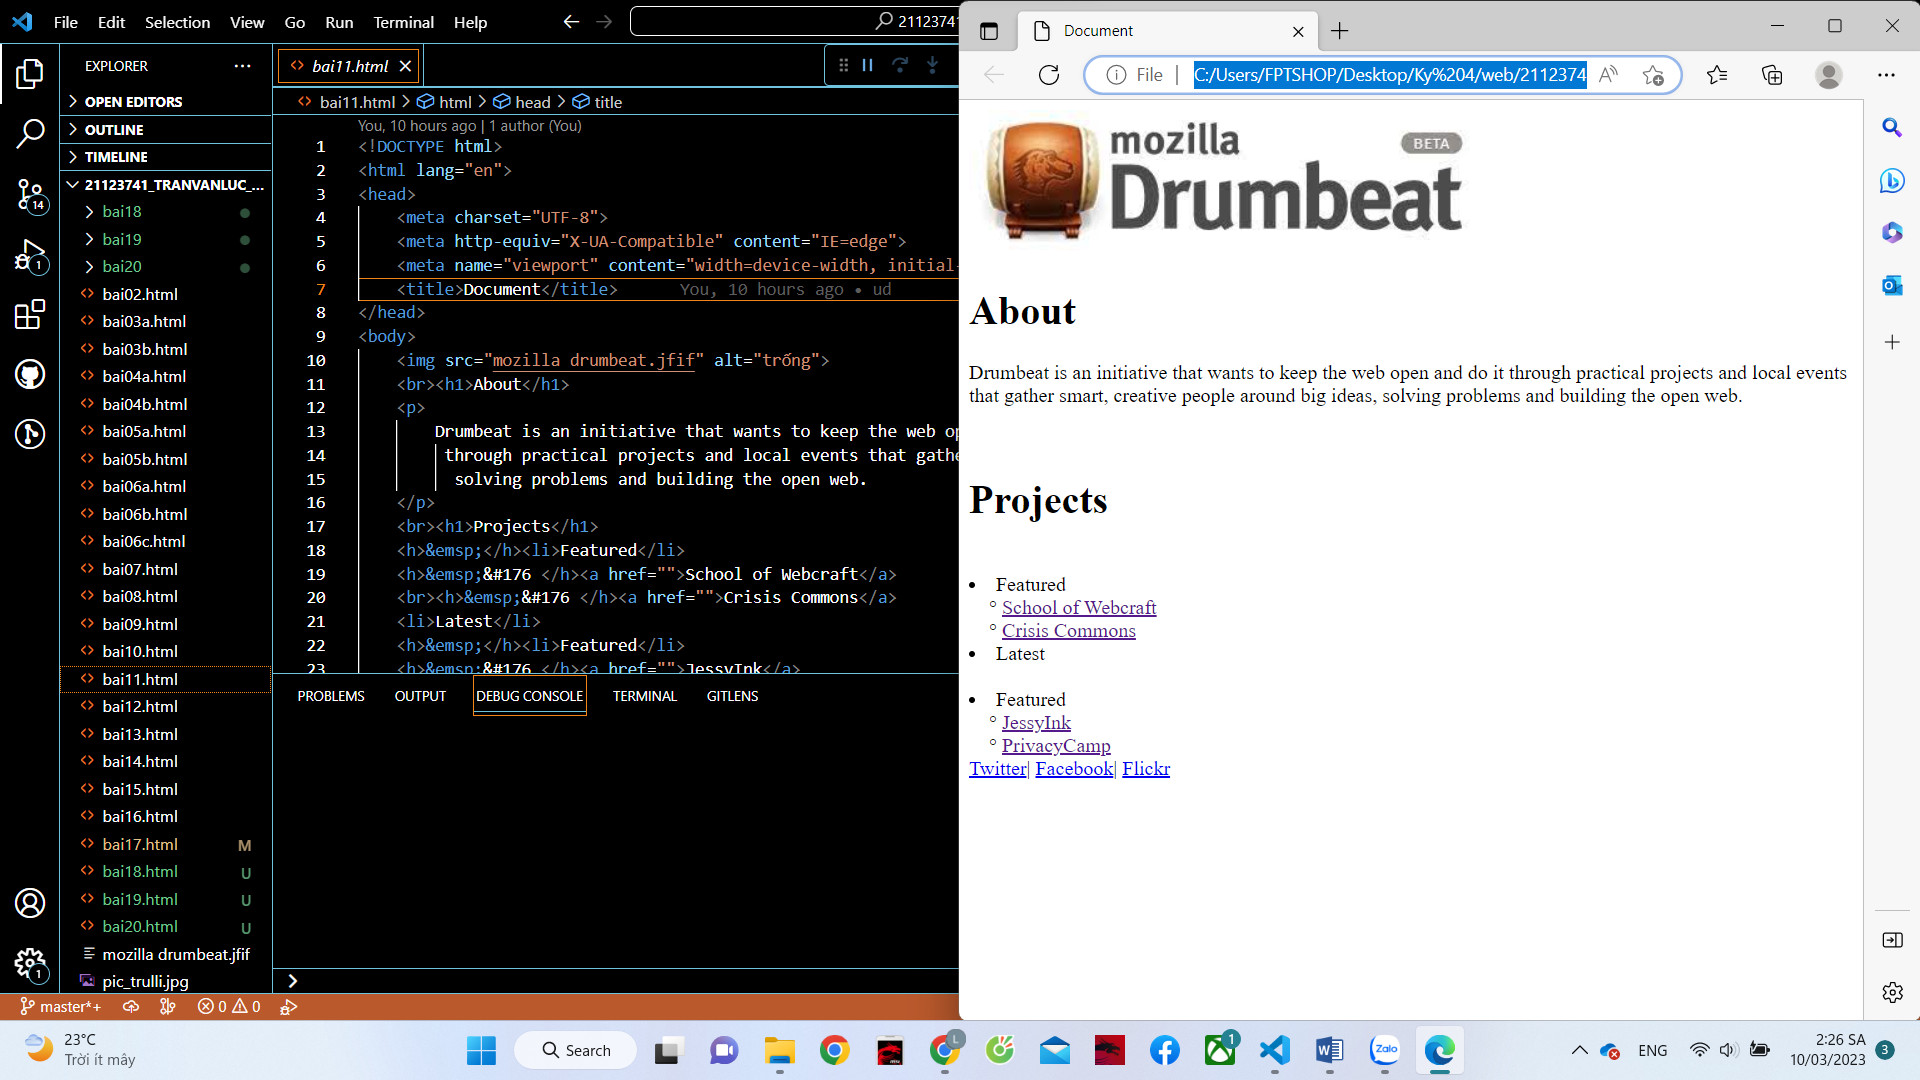 File Edit Selection View Go Run Terminal Help
21123741
EXPLORER
OPEN EDITORS
OUTLINE
TIMELINE
21123741_TRANVANLUC_...
bai18
bai19
bai20
bai02.html
bai03a.html
bai03b.html
bai04a.html
bai04b.html
bai05a.html
bai05b.html
bai06a.html
bai06b.html
bai06c.html
bai07.html
bai08.html
bai09.html
bai10.html
bai11.html
bai12.html
bai13.html
bai14.html
bai15.html
bai16.html
bai17.html M
bai18.html U
bai19.html U
bai20.html U
mozilla drumbeat.jfif
pic_trulli.jpg
14
1
1
bai11.html
bai11.html > html > head > title
You, 10 hours ago | 1 author (You)
1 <!DOCTYPE html>
2 <html lang="en">
3 <head>
4 <meta charset="UTF-8">
5 <meta http-equiv="X-UA-Compatible" content="IE=edge">
6 <meta name="viewport" content="width=device-width, initial-
7 <title>Document</title> You, 10 hours ago • ud
8 </head>
9 <body>
10 <img src="mozilla drumbeat.jfif" alt="trống">
11 <br><h1>About</h1>
12 <p>
13 Drumbeat is an initiative that wants to keep the web op
14 through practical projects and local events that gathe
15 solving problems and building the open web.
16 </p>
17 <br><h1>Projects</h1>
18 <h>&emsp;</h><li>Featured</li>
19 <h>&emsp;&#176 </h><a href="">School of Webcraft</a>
20 <br><h>&emsp;&#176 </h><a href="">Crisis Commons</a>
21 <li>Latest</li>
22 <h>&emsp;</h><li>Featured</li>
23 <h>&emsp;&#176 </h><a href="">JessyInk</a>
PROBLEMS OUTPUT DEBUG CONSOLE TERMINAL GITLENS
master*+ 0 0
Document
File | C:/Users/FPTSHOP/Desktop/Ky%204/web/2112374
mozilla BETA
Drumbeat
About
Drumbeat is an initiative that wants to keep the web open and do it through practical projects and local events
that gather smart, creative people around big ideas, solving problems and building the open web.
Projects
• Featured
° School of Webcraft
° Crisis Commons
• Latest
• Featured
° JessyInk
° PrivacyCamp
Twitter| Facebook| Flickr
23°C
Trời ít mây
Search
L
1
Zalo
ENG
2:26 SA
10/03/2023
3